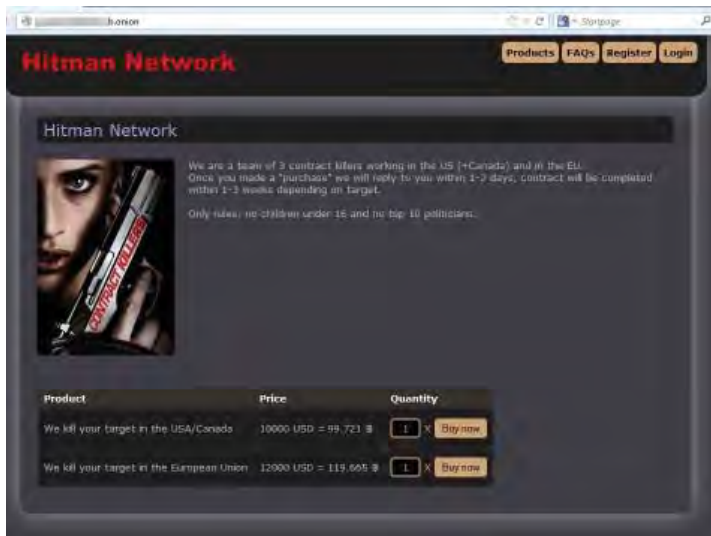 h.onion
Startpage
Hitman Network
Products FAQs Register Login
Hitman Network
We are a team of 3 contract killers working in the US (+Canada) and in the EU.
Once you made a "purchase" we will reply to you within 1-2 days, contract will be completed
within 1-3 weeks depending on target.
Only rules: no children under 16 and no top 10 politicians.
CONTRACT KILLERS
Product Price Quantity
We kill your target in the USA/Canada 10000 USD = 99.721 ฿ 1 X Buy now
We kill your target in the European Union 12000 USD = 119.665 ฿ 1 X Buy now